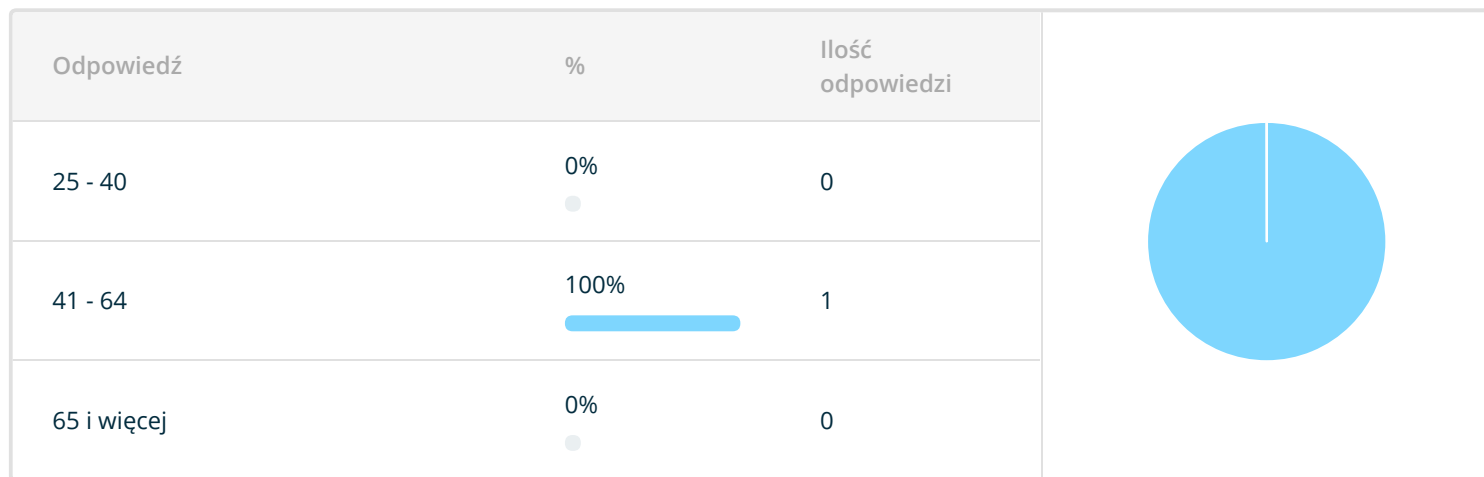 Odpowiedź % Ilość
odpowiedzi
25 - 40 0% 0
41 - 64 100% 1
65 i więcej 0% 0